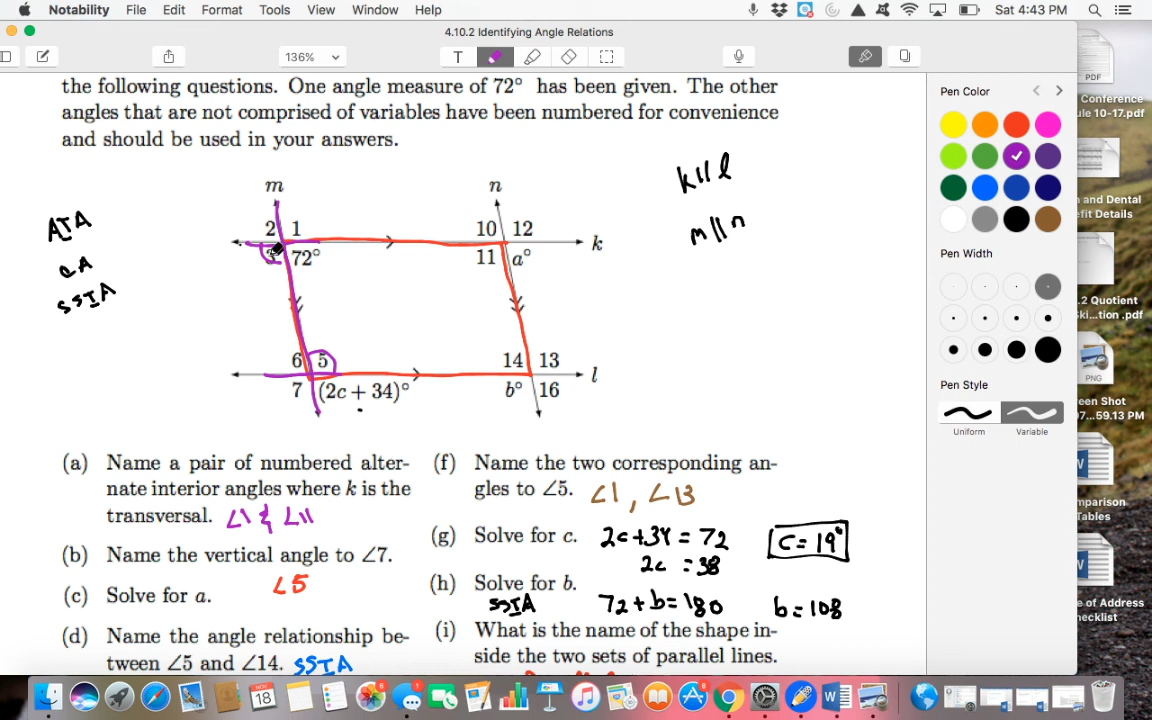 Notability File Edit Format Tools View Window Help Sat 4:43 PM
4.10.2 Identifying Angle Relations
136% T
the following questions. One angle measure of 72° has been given. The other
angles that are not comprised of variables have been numbered for convenience
and should be used in your answers.
k || l
m || n
AIA
CA
SSIA
m n
2 1 10 12
k
72° 11 a°
6 5 14 13
l
7 (2c + 34)° b° 16
(a) Name a pair of numbered alter-
nate interior angles where k is the
transversal. ∠1 & ∠11
(b) Name the vertical angle to ∠7.
∠5
(c) Solve for a.
(d) Name the angle relationship be-
tween ∠5 and ∠14. SSIA
(f) Name the two corresponding an-
gles to ∠5. ∠1, ∠13
(g) Solve for c. 2c+34 = 72 C = 19°
2c = 38
(h) Solve for b.
SSIA 72 + b = 180 b = 108
(i) What is the name of the shape in-
side the two sets of parallel lines.
Pen Color
Pen Width
Pen Style
Uniform Variable
PDF
Conference
ule 10-17.pdf
n and Dental
efit Details
.2 Quotient
Ski...tion .pdf
PNG
een Shot
07...59.13 PM
mparison
Tables
e of Address
hecklist
NOV
18